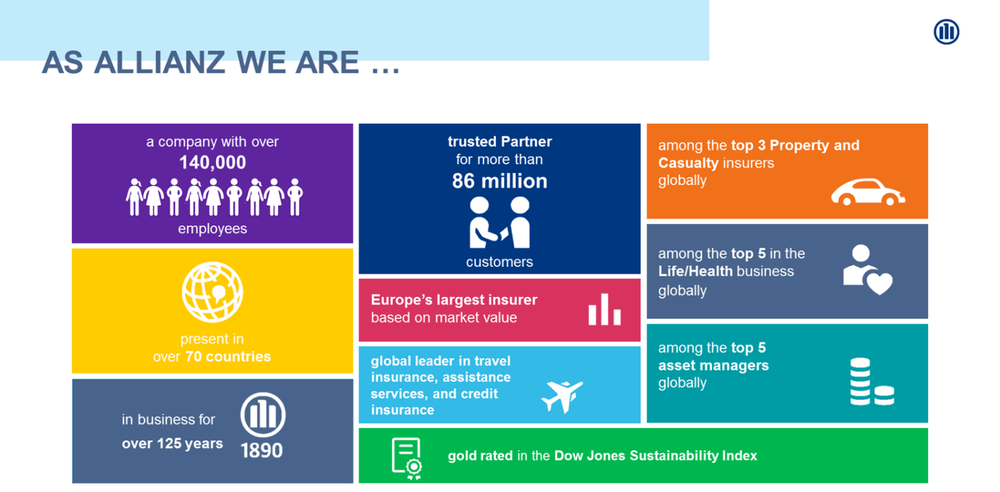 AS ALLIANZ WE ARE ...
a company with over
140,000
employees
present in
over 70 countries
in business for
over 125 years
1890
trusted Partner
for more than
86 million
customers
Europe's largest insurer
based on market value
global leader in travel
insurance, assistance
services, and credit
insurance
among the top 3 Property and
Casualty insurers
globally
among the top 5 in the
Life/Health business
globally
among the top 5
asset managers
globally
gold rated in the Dow Jones Sustainability Index